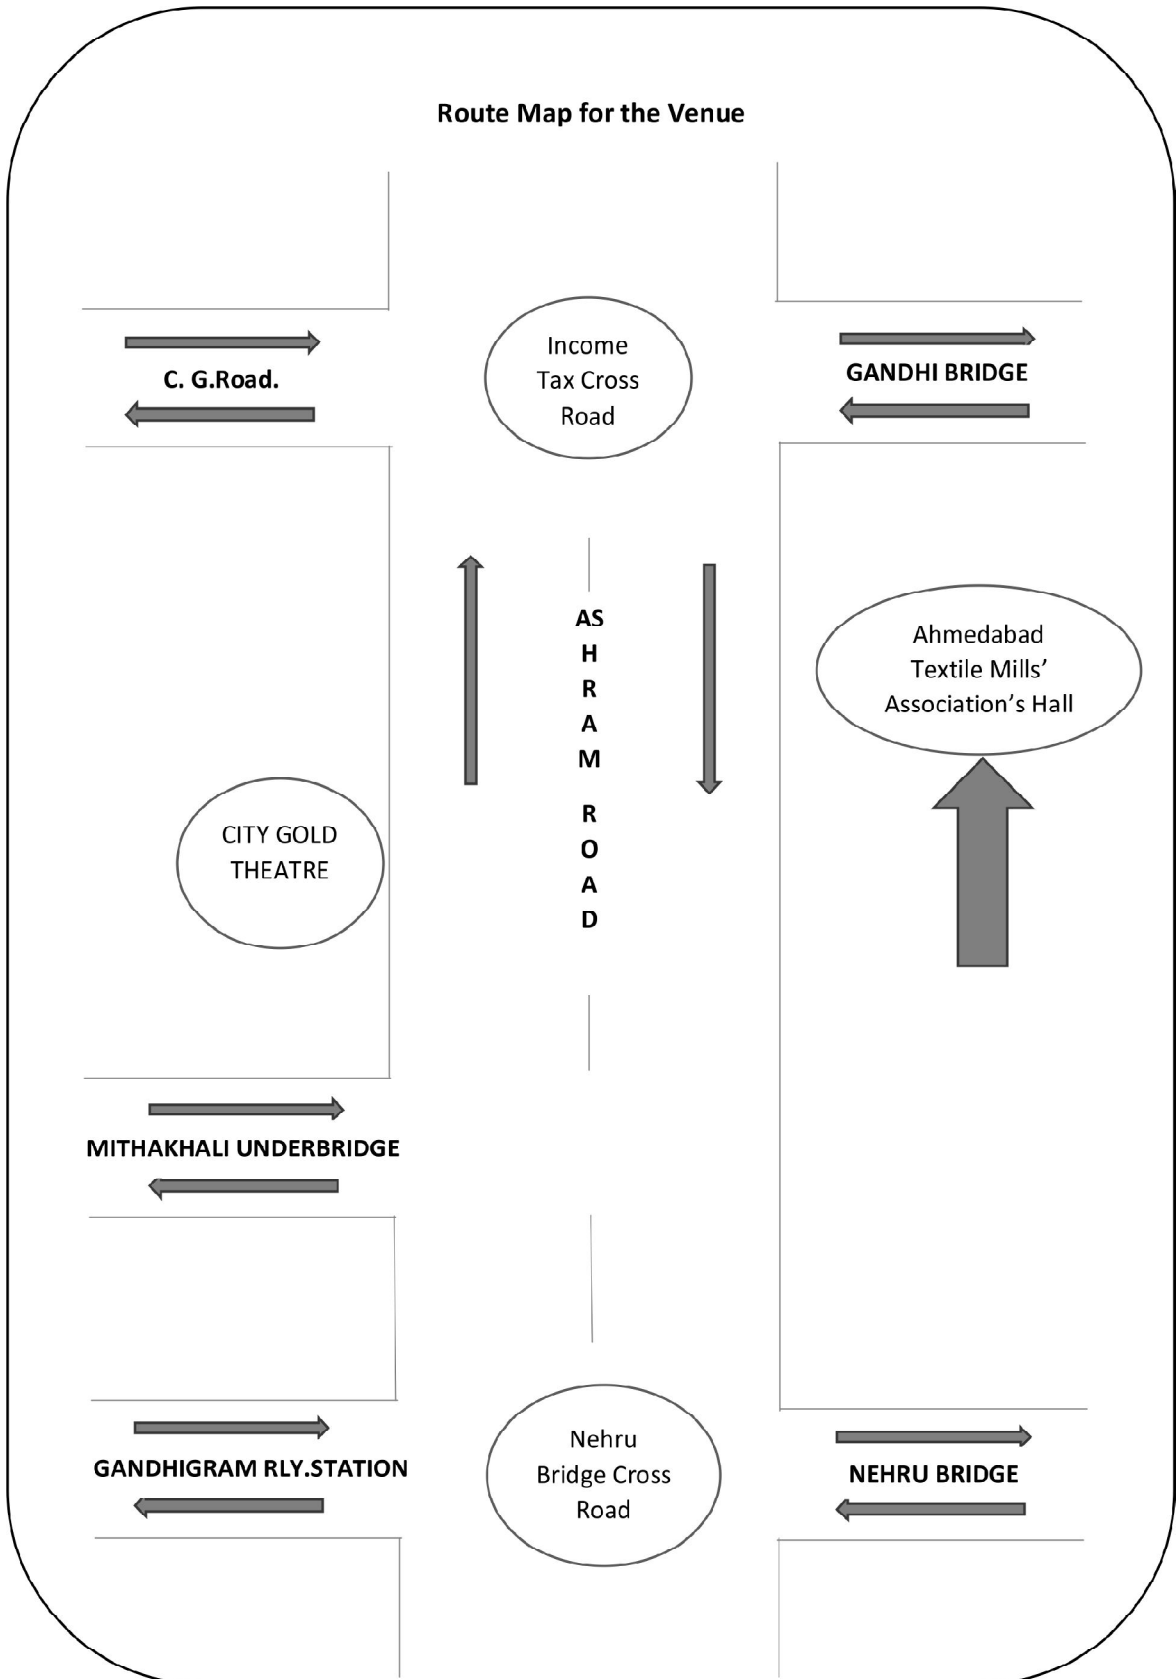 Route Map for the Venue
Income
Tax Cross
Road
C. G.Road.
GANDHI BRIDGE
AS
H
R
A
M
R
O
A
D
Ahmedabad
Textile Mills’
Association’s Hall
CITY GOLD
THEATRE
MITHAKHALI UNDERBRIDGE
GANDHIGRAM RLY.STATION
Nehru
Bridge Cross
Road
NEHRU BRIDGE